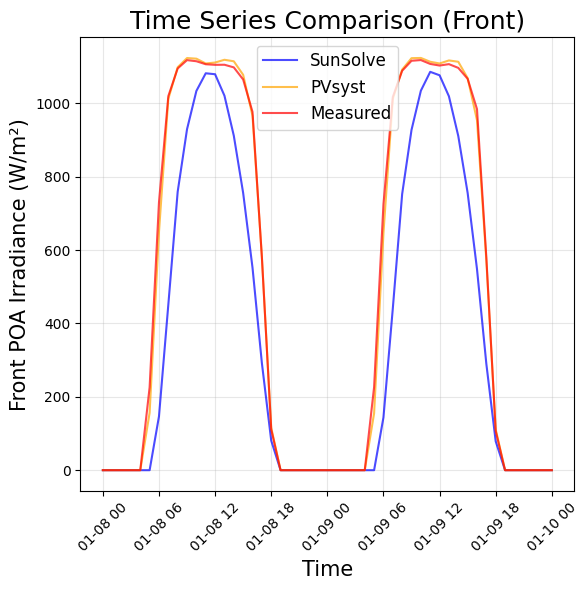 Time Series Comparison (Front)
SunSolve
PVsyst
Measured
Front POA Irradiance (W/m²)
1000
800
600
400
200
0
01-08 00
01-08 06
01-08 12
01-08 18
01-09 00
01-09 06
01-09 12
01-09 18
01-10 00
Time